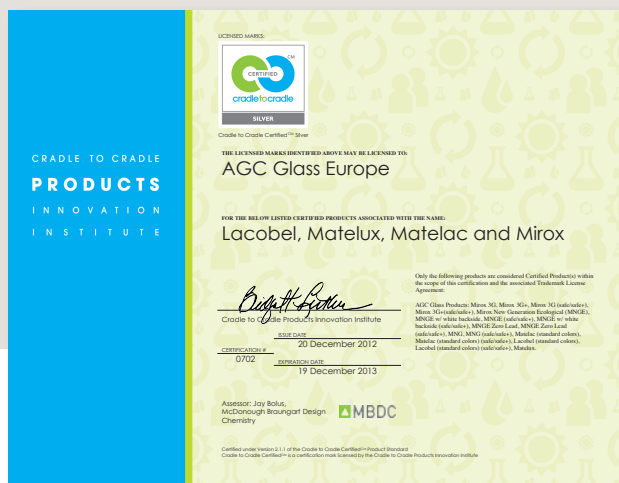 CRADLE TO CRADLE
PRODUCTS
INNOVATION
INSTITUTE
LICENSED MARKS:
CM
CERTIFIED
cradletocradle
SILVER
Cradle to Cradle Certified℠ Silver
THE LICENSED MARKS IDENTIFIED ABOVE MAY BE LICENSED TO:
AGC Glass Europe
FOR THE BELOW LISTED CERTIFIED PRODUCTS ASSOCIATED WITH THE NAME:
Lacobel, Matelux, Matelac and Mirox
Cradle to Cradle Products Innovation Institute
ISSUE DATE
20 December 2012
CERTIFICATION #
0702
EXPIRATION DATE
19 December 2013
Assessor: Jay Bolus,
McDonough Braungart Design
Chemistry
MBDC
Only the following products are considered Certified Product(s) within
the scope of this certification and the associated Trademark License
Agreement:
AGC Glass Products: Mirox 3G, Mirox 3G+, Mirox 3G (safe/safe+),
Mirox 3G+(safe/safe+), Mirox New Generation Ecological (MNGE),
MNGE w/ white backside, MNGE (safe/safe+), MNGE w/ white
backside (safe/safe+), MNGE Zero Lead, MNGE Zero Lead
(safe/safe+), MNG, MNG (safe/safe+), Matelac (standard colors),
Matelac (standard colors) (safe/safe+), Lacobel (standard colors),
Lacobel (standard colors) (safe/safe+), Matelux.
Certified under Version 2.1.1 of the Cradle to Cradle Certified℠ Product Standard
Cradle to Cradle Certified℠ is a certification mark licensed by the Cradle to Cradle Products Innovation Institute